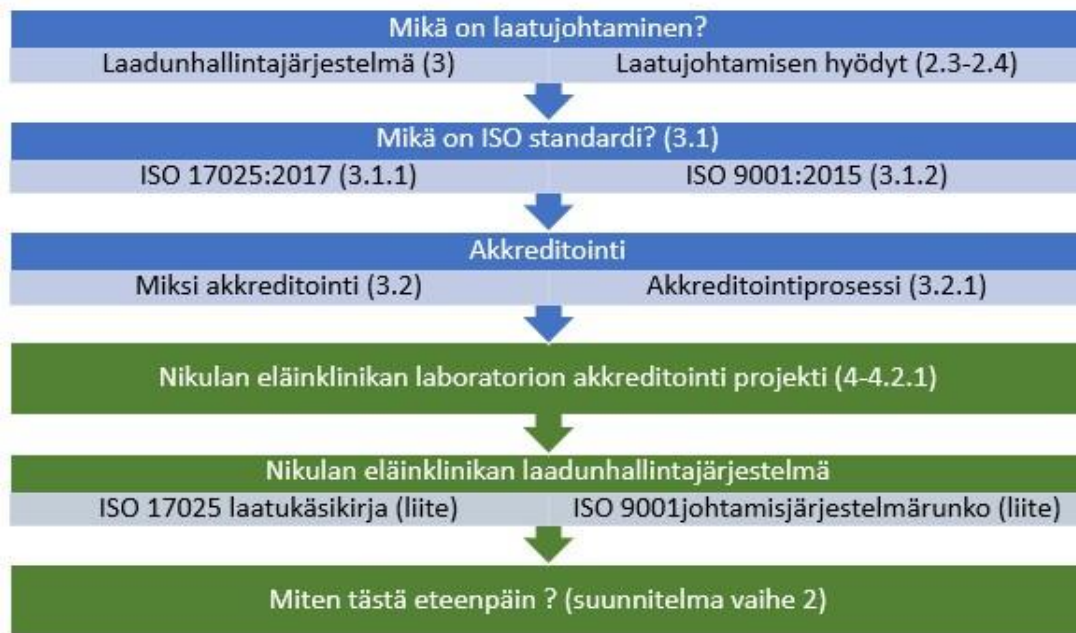 Mikä on laatujohtaminen?
Laadunhallintajärjestelmä (3)
Laatujohtamisen hyödyt (2.3-2.4)
Mikä on ISO standardi? (3.1)
ISO 17025:2017 (3.1.1)
ISO 9001:2015 (3.1.2)
Akkreditointi
Miksi akkreditointi (3.2)
Akkreditointiprosessi (3.2.1)
Nikulan eläinklinikan laboratorion akkreditointi projekti (4-4.2.1)
Nikulan eläinklinikan laadunhallintajärjestelmä
ISO 17025 laatukäsikirja (liite)
ISO 9001johtamisjärjestelmärunko (liite)
Miten tästä eteenpäin ? (suunnitelma vaihe 2)